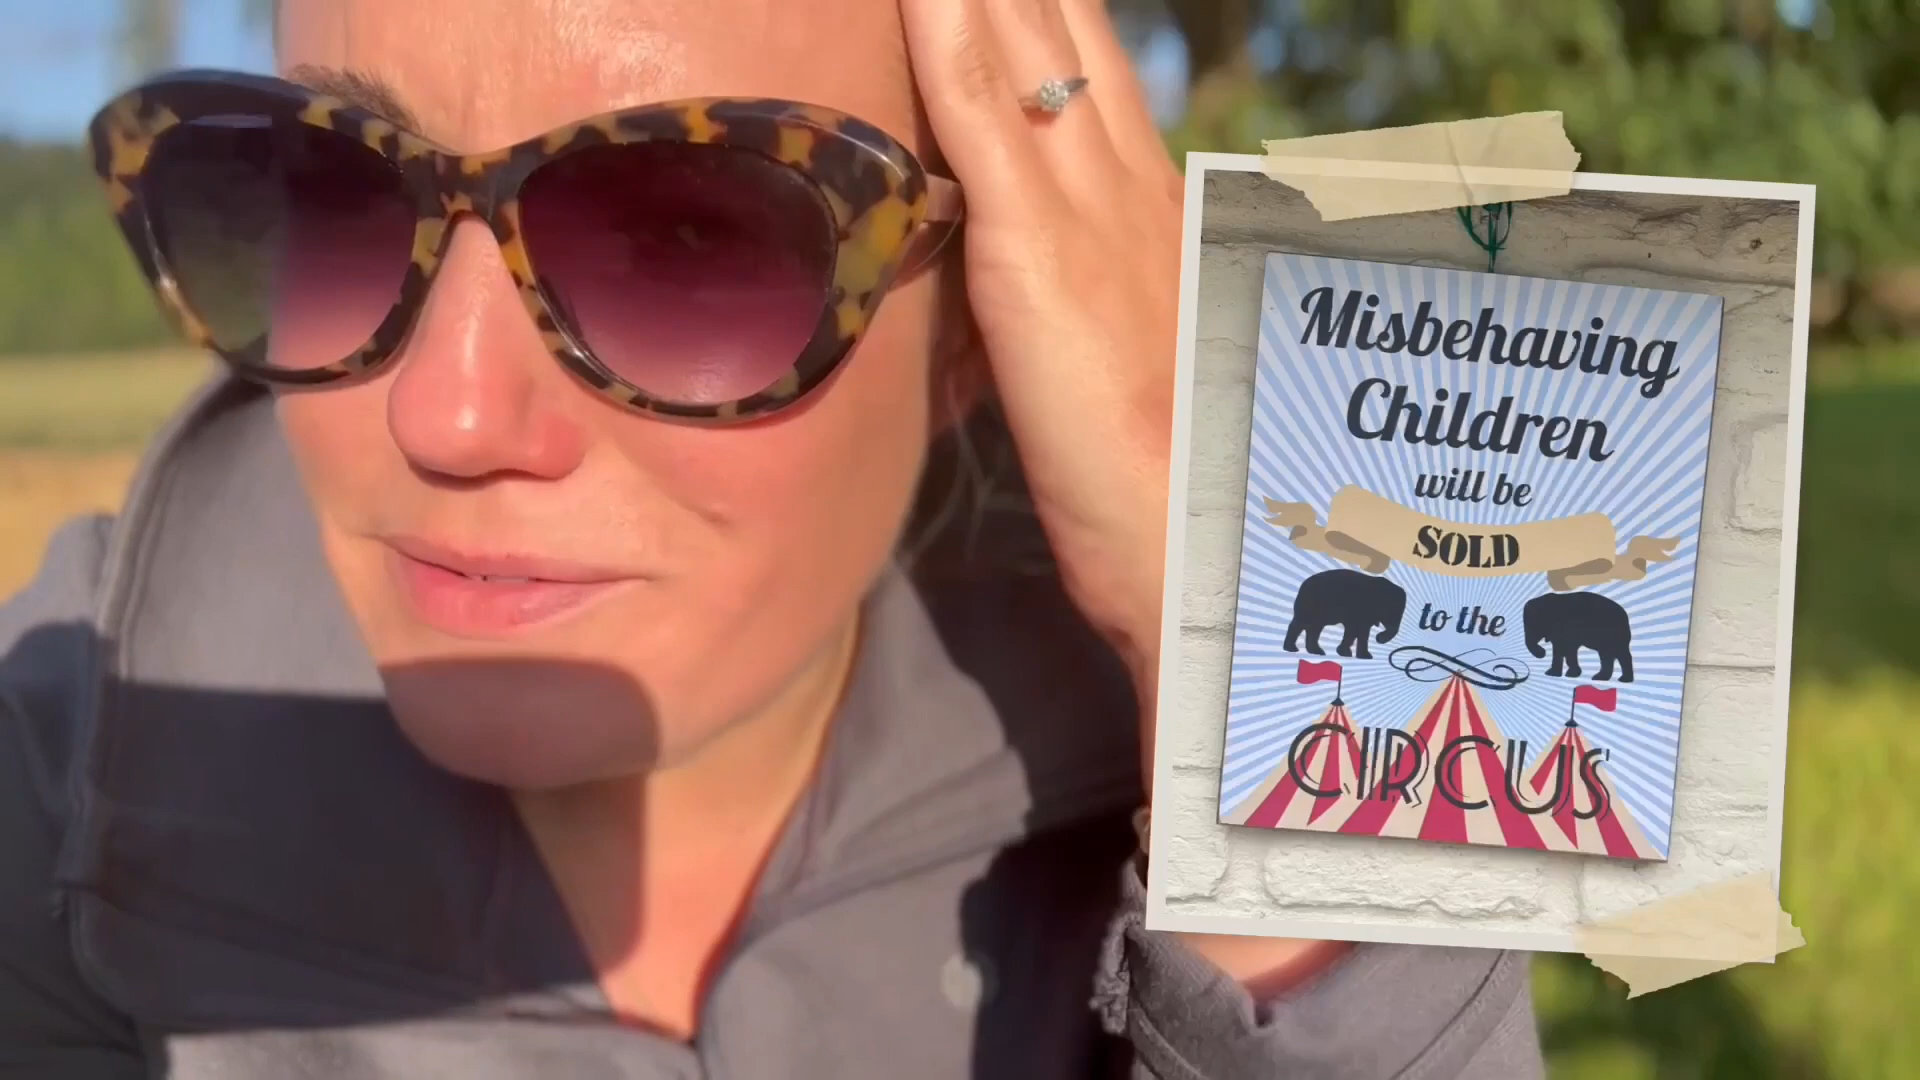 Misbehaving
Children
will be
SOLD
to the
CIRCUS